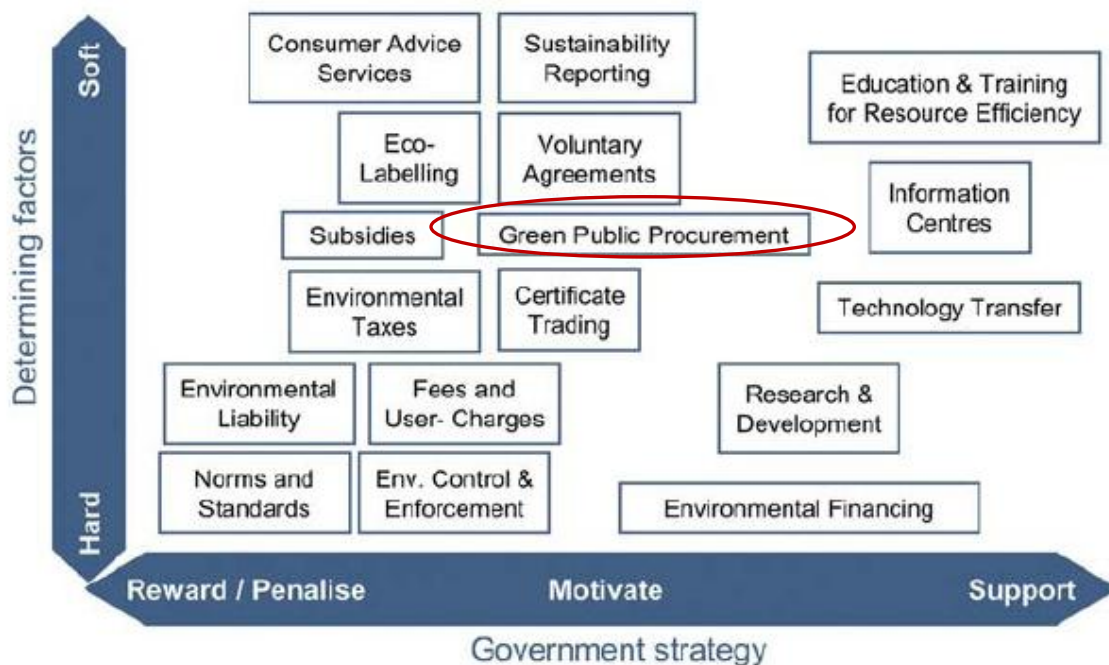 Soft
Determining factors
Hard
Consumer Advice
Services
Sustainability
Reporting
Education & Training
for Resource Efficiency
Eco-
Labelling
Voluntary
Agreements
Information
Centres
Subsidies
Green Public Procurement
Environmental
Taxes
Certificate
Trading
Technology Transfer
Environmental
Liability
Fees and
User- Charges
Research &
Development
Norms and
Standards
Env. Control &
Enforcement
Environmental Financing
Reward / Penalise
Motivate
Support
Government strategy